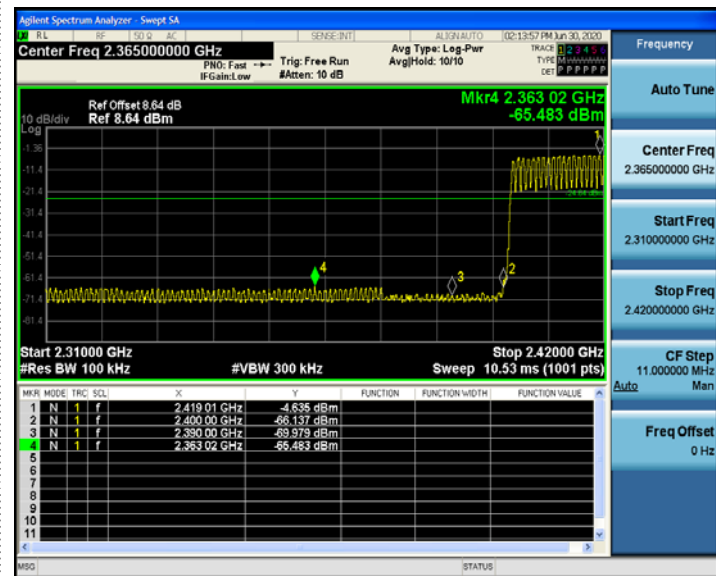 Agilent Spectrum Analyzer - Swept SA
RL RF 50 Ω AC SENSE:INT ALIGNAUTO 02:13:57 PM Jun 30, 2020
Center Freq 2.365000000 GHz
PNO: Fast
IFGain:Low
Trig: Free Run
#Atten: 10 dB
Avg Type: Log-Pwr
Avg|Hold: 10/10
TRACE 1 2 3 4 5 6
TYPE M
DET P P P P P P
Ref Offset 8.64 dB
10 dB/div Ref 8.64 dBm
Log
Mkr4 2.363 02 GHz
-65.483 dBm
-1.36
-11.4
-21.4
-31.4
-41.4
-51.4
-61.4
-71.4
-81.4
-24.64 dBm
1
2
3
4
Start 2.31000 GHz Stop 2.42000 GHz
#Res BW 100 kHz #VBW 300 kHz Sweep 10.53 ms (1001 pts)
MKR MODE TRC SCL X Y FUNCTION FUNCTION WIDTH FUNCTION VALUE
1 N 1 f 2.419 01 GHz -4.635 dBm
2 N 1 f 2.400 00 GHz -66.137 dBm
3 N 1 f 2.390 00 GHz -69.979 dBm
4 N 1 f 2.363 02 GHz -65.483 dBm
5
6
7
8
9
10
11
MSG STATUS
Frequency
Auto Tune
Center Freq
2.365000000 GHz
Start Freq
2.310000000 GHz
Stop Freq
2.420000000 GHz
CF Step
11.000000 MHz
Auto Man
Freq Offset
0 Hz